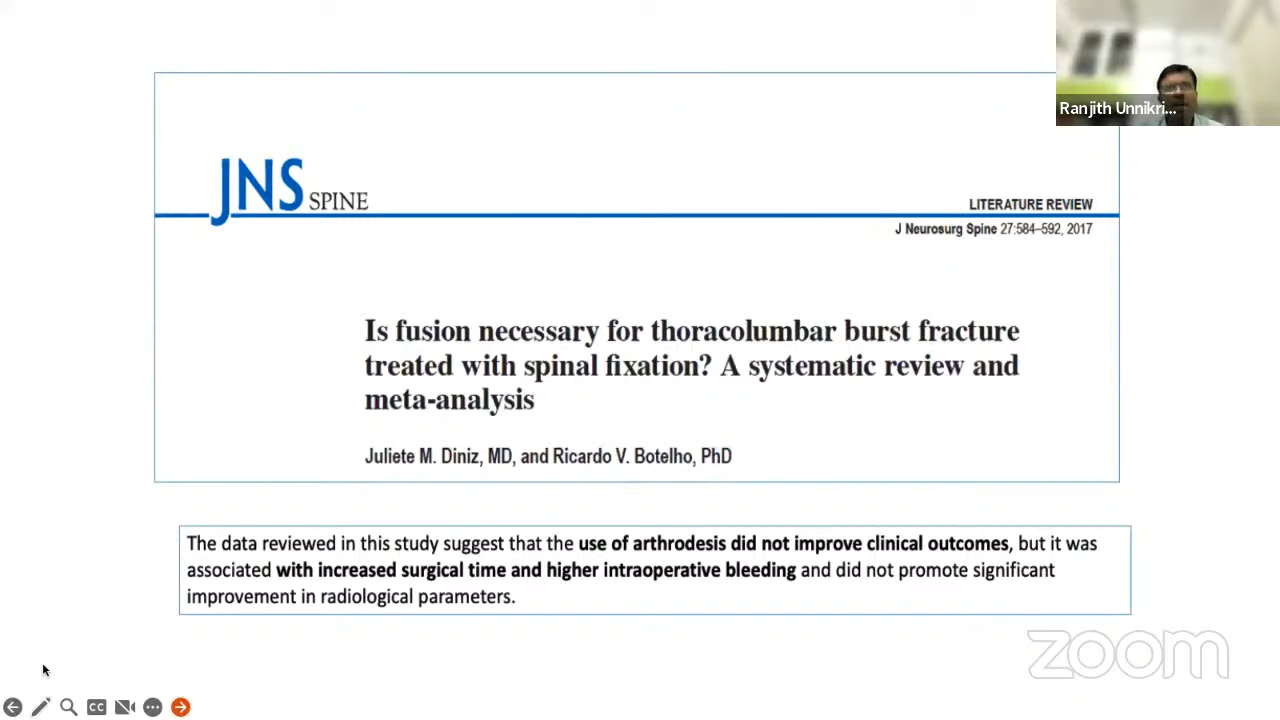 Ranjith Unnikri...
JNS SPINE
LITERATURE REVIEW
J Neurosurg Spine 27:584–592, 2017
Is fusion necessary for thoracolumbar burst fracture
treated with spinal fixation? A systematic review and
meta-analysis
Juliete M. Diniz, MD, and Ricardo V. Botelho, PhD
The data reviewed in this study suggest that the use of arthrodesis did not improve clinical outcomes, but it was
associated with increased surgical time and higher intraoperative bleeding and did not promote significant
improvement in radiological parameters.
zoom
CC